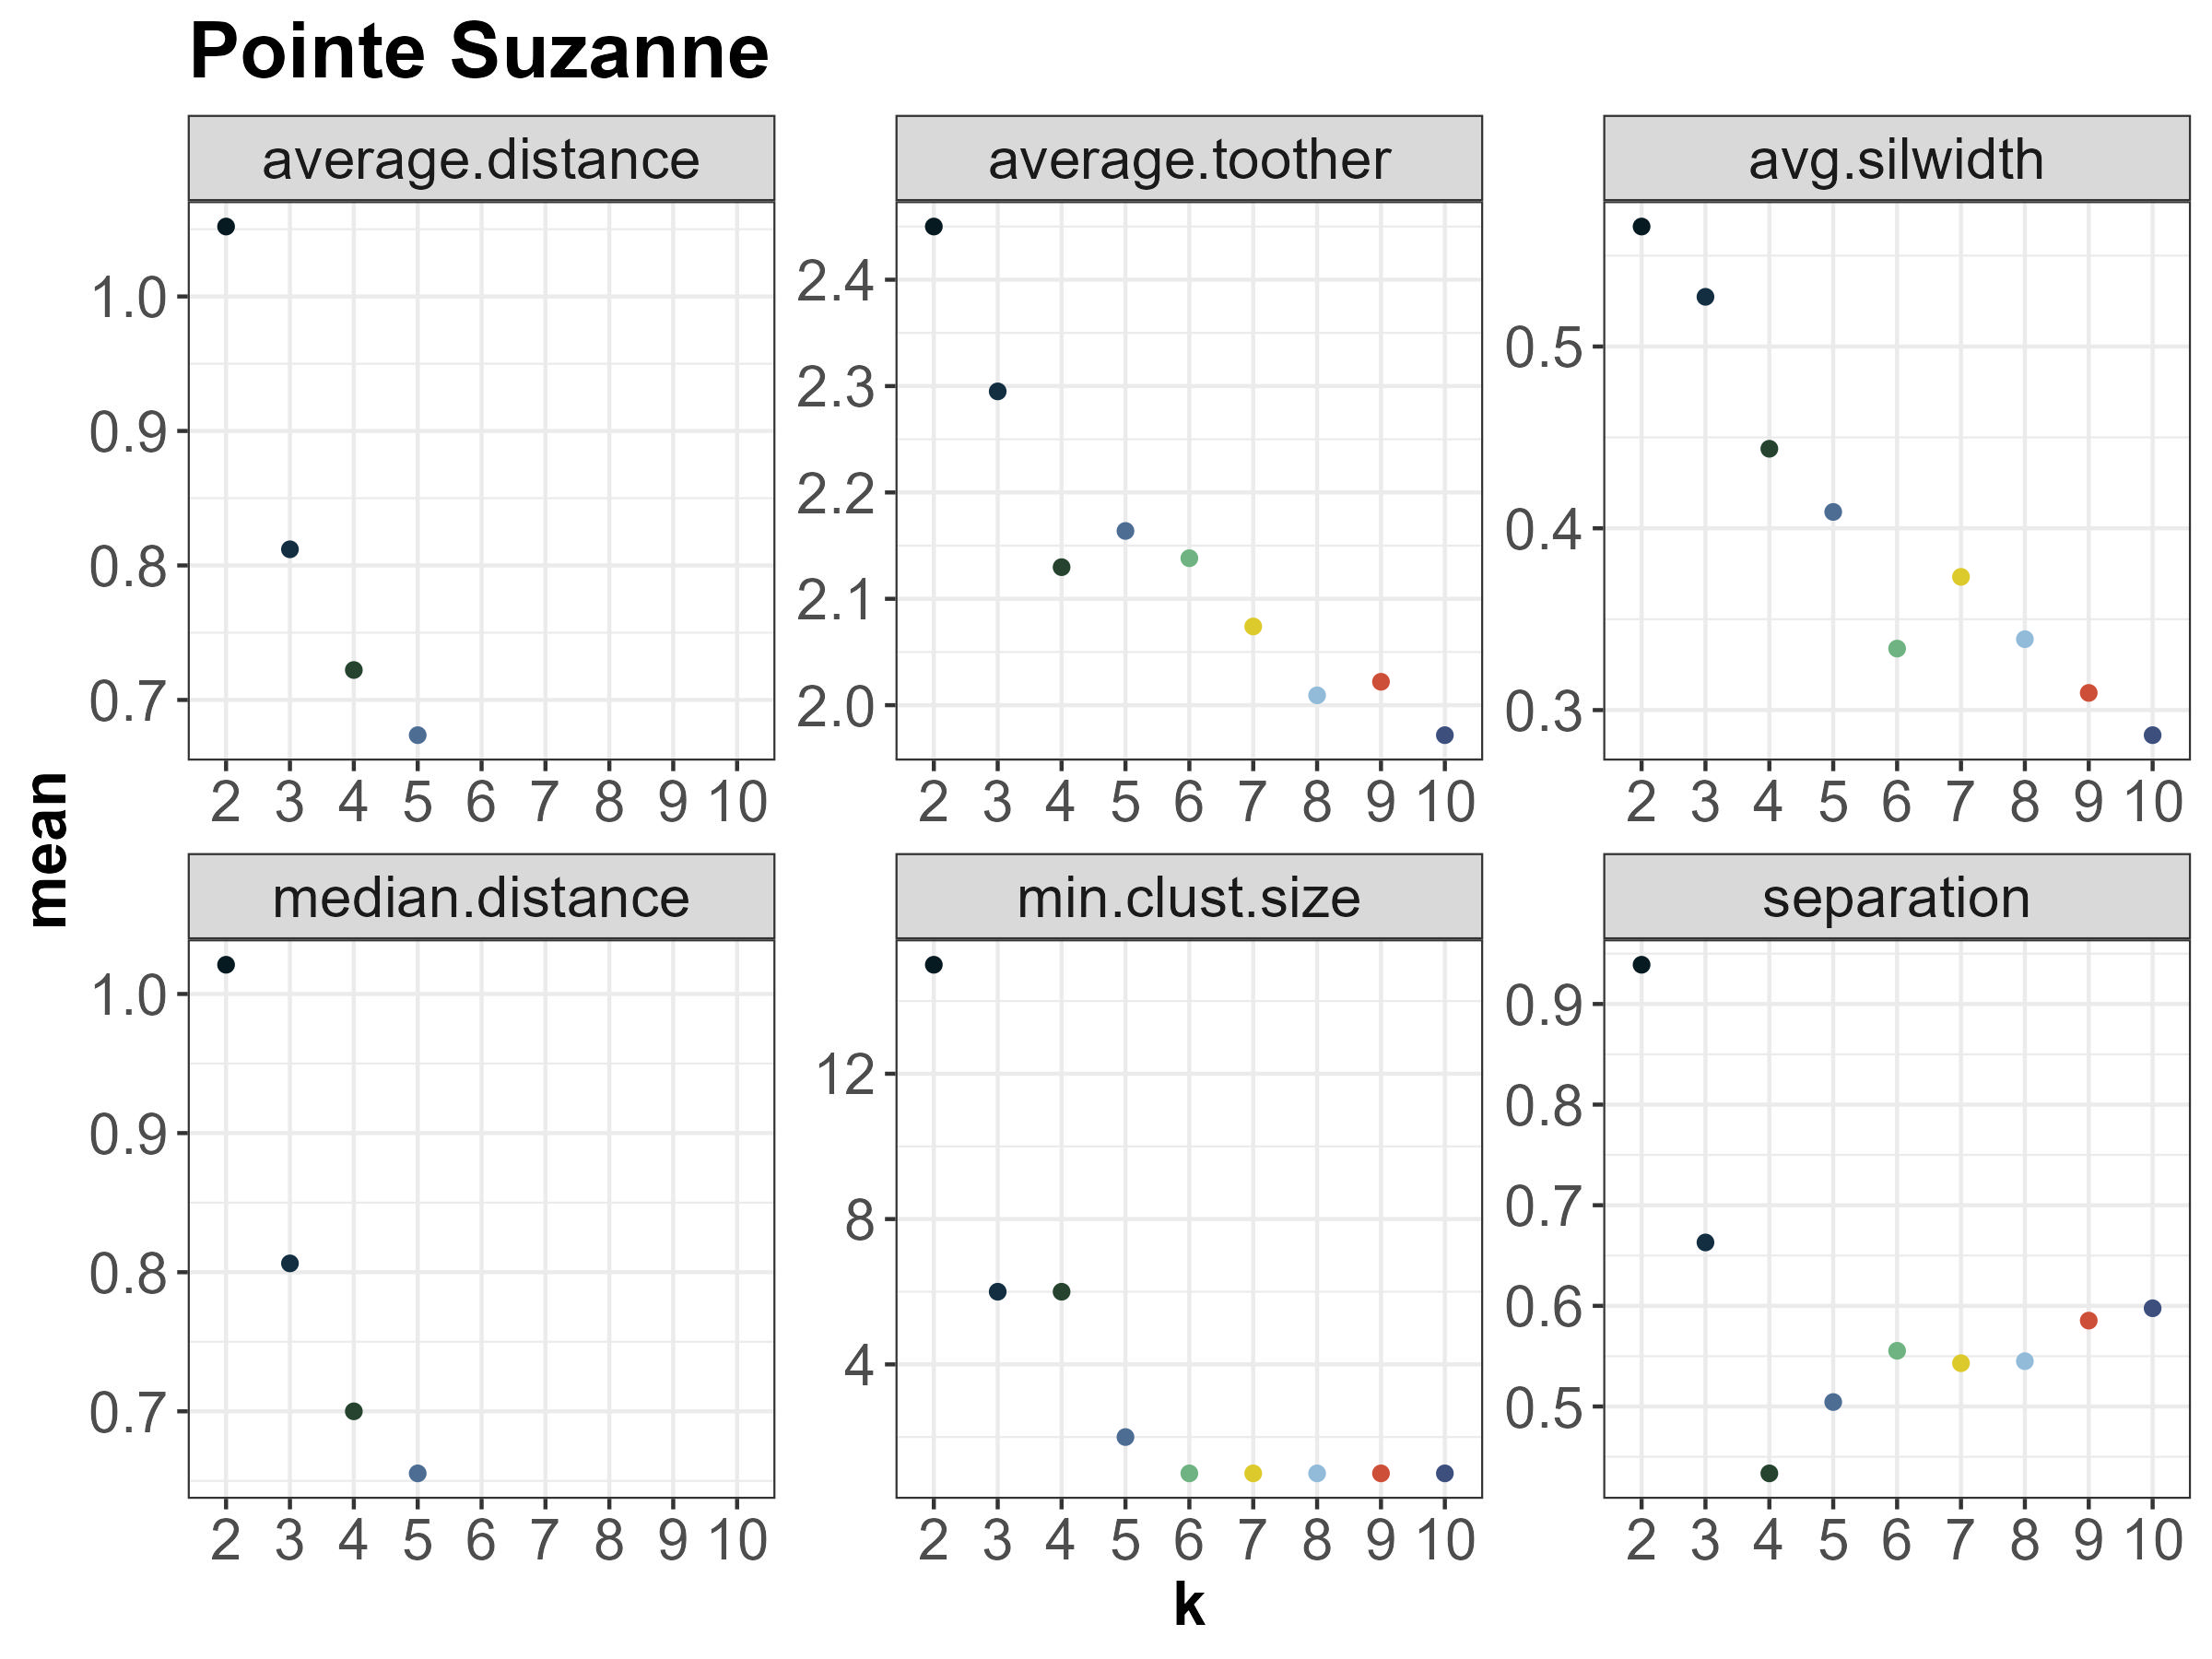 Pointe Suzanne
average.distance
average.toother
avg.silwidth
1.0
0.9
0.8
0.7
2.4
2.3
2.2
2.1
2.0
0.5
0.4
0.3
2 3 4 5 6 7 8 9 10
2 3 4 5 6 7 8 9 10
2 3 4 5 6 7 8 9 10
mean
median.distance
min.clust.size
separation
1.0
0.9
0.8
0.7
12
8
4
0.9
0.8
0.7
0.6
0.5
2 3 4 5 6 7 8 9 10
2 3 4 5 6 7 8 9 10
2 3 4 5 6 7 8 9 10
k